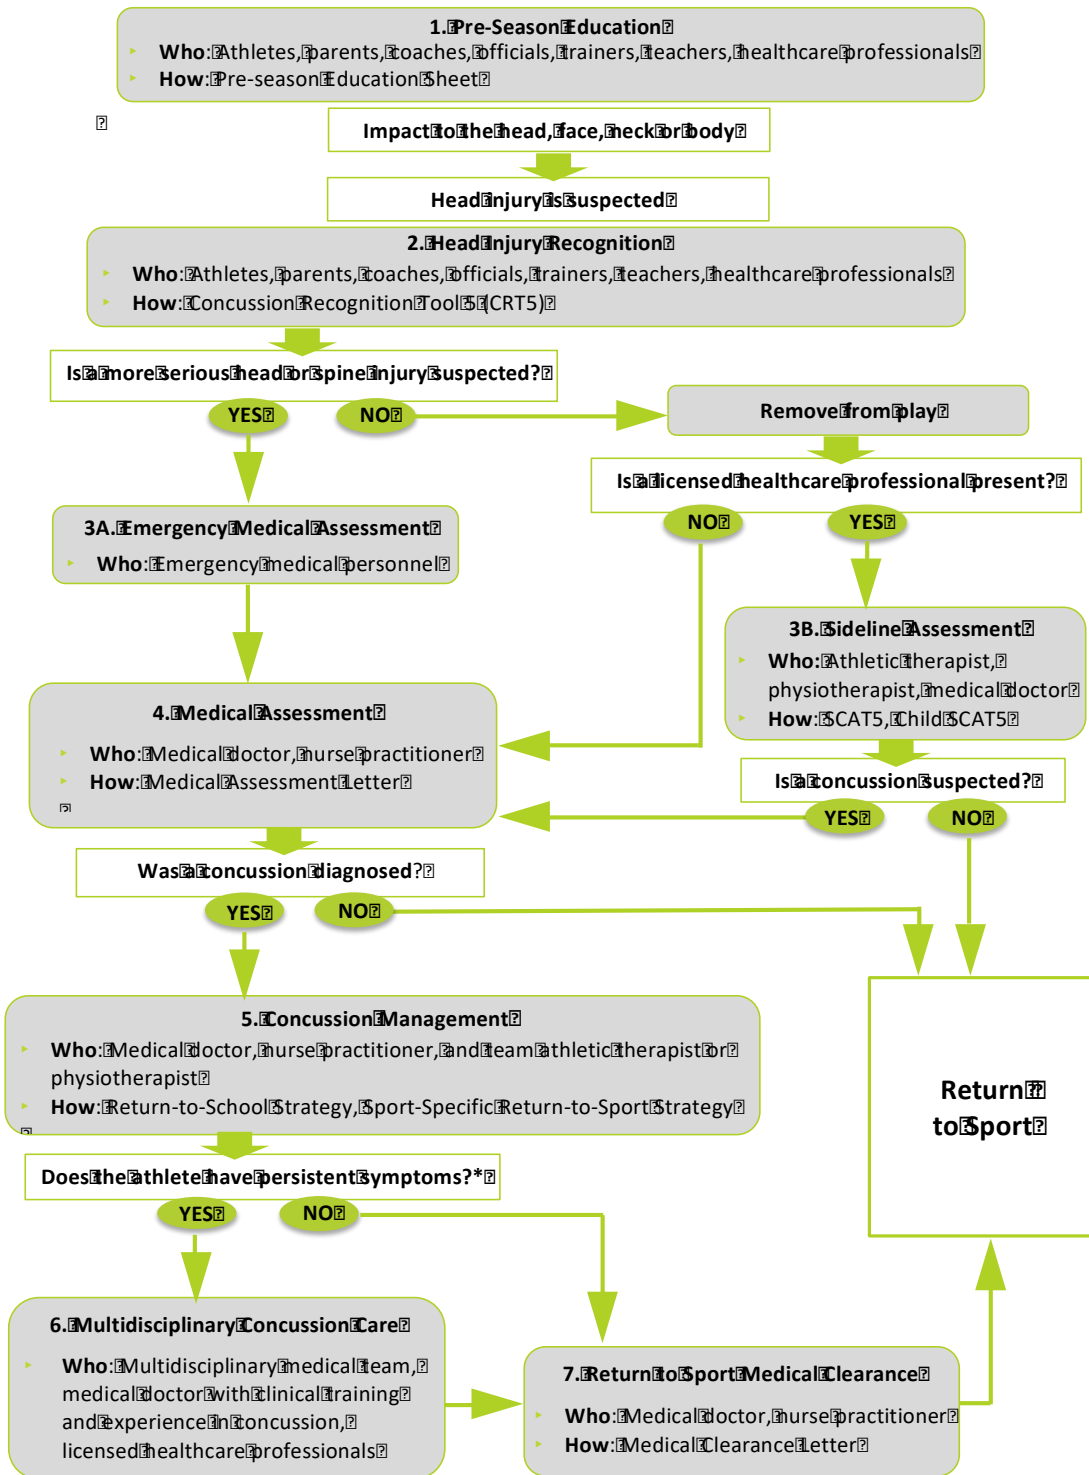 1. Pre-Season Education
Who: Athletes, parents, coaches, officials, trainers, teachers, healthcare professionals
How: Pre-season Education Sheet
Impact to the head, face, neck or body
Head injury is suspected
2. Head Injury Recognition
Who: Athletes, parents, coaches, officials, trainers, teachers, healthcare professionals
How: Concussion Recognition Tool 5 (CRT5)
Is a more serious head or spine injury suspected?
YES NO
Remove from play
Is a licensed healthcare professional present?
NO YES
3A. Emergency Medical Assessment
Who: Emergency medical personnel
3B. Sideline Assessment
Who: Athletic therapist,
physiotherapist, medical doctor
How: SCAT5, Child SCAT5
4. Medical Assessment
Who: Medical doctor, nurse practitioner
How: Medical Assessment Letter
Is a concussion suspected?
YES NO
Was a concussion diagnosed?
YES NO
5. Concussion Management
Who: Medical doctor, nurse practitioner, and team athletic therapist or
physiotherapist
How: Return-to-School Strategy, Sport-Specific Return-to-Sport Strategy
Return
to Sport
Does the athlete have persistent symptoms?*
YES NO
6. Multidisciplinary Concussion Care
Who: Multidisciplinary medical team,
medical doctor with clinical training
and experience in concussion,
licensed healthcare professionals
7. Return to Sport Medical Clearance
Who: Medical doctor, nurse practitioner
How: Medical Clearance Letter